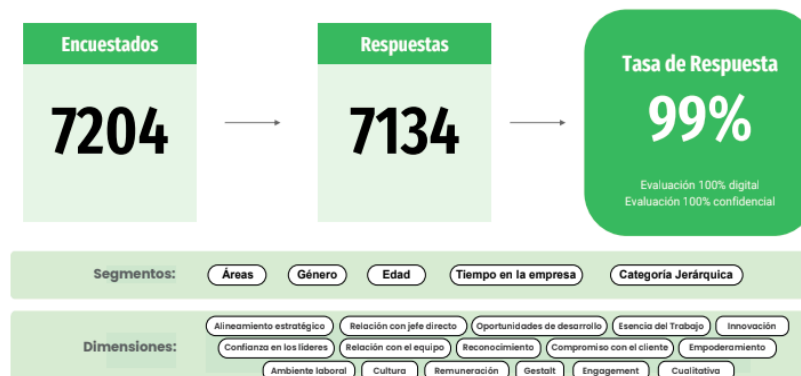 Encuestados
7204
Respuestas
7134
Tasa de Respuesta
99%
Evaluación 100% digital
Evaluación 100% confidencial
Segmentos: Áreas Género Edad Tiempo en la empresa Categoría Jerárquica
Dimensiones:
Alineamiento estratégico Relación con jefe directo Oportunidades de desarrollo Esencia del Trabajo Innovación
Confianza en los líderes Relación con el equipo Reconocimiento Compromiso con el cliente Empoderamiento
Ambiente laboral Cultura Remuneración Gestalt Engagement Cualitativa